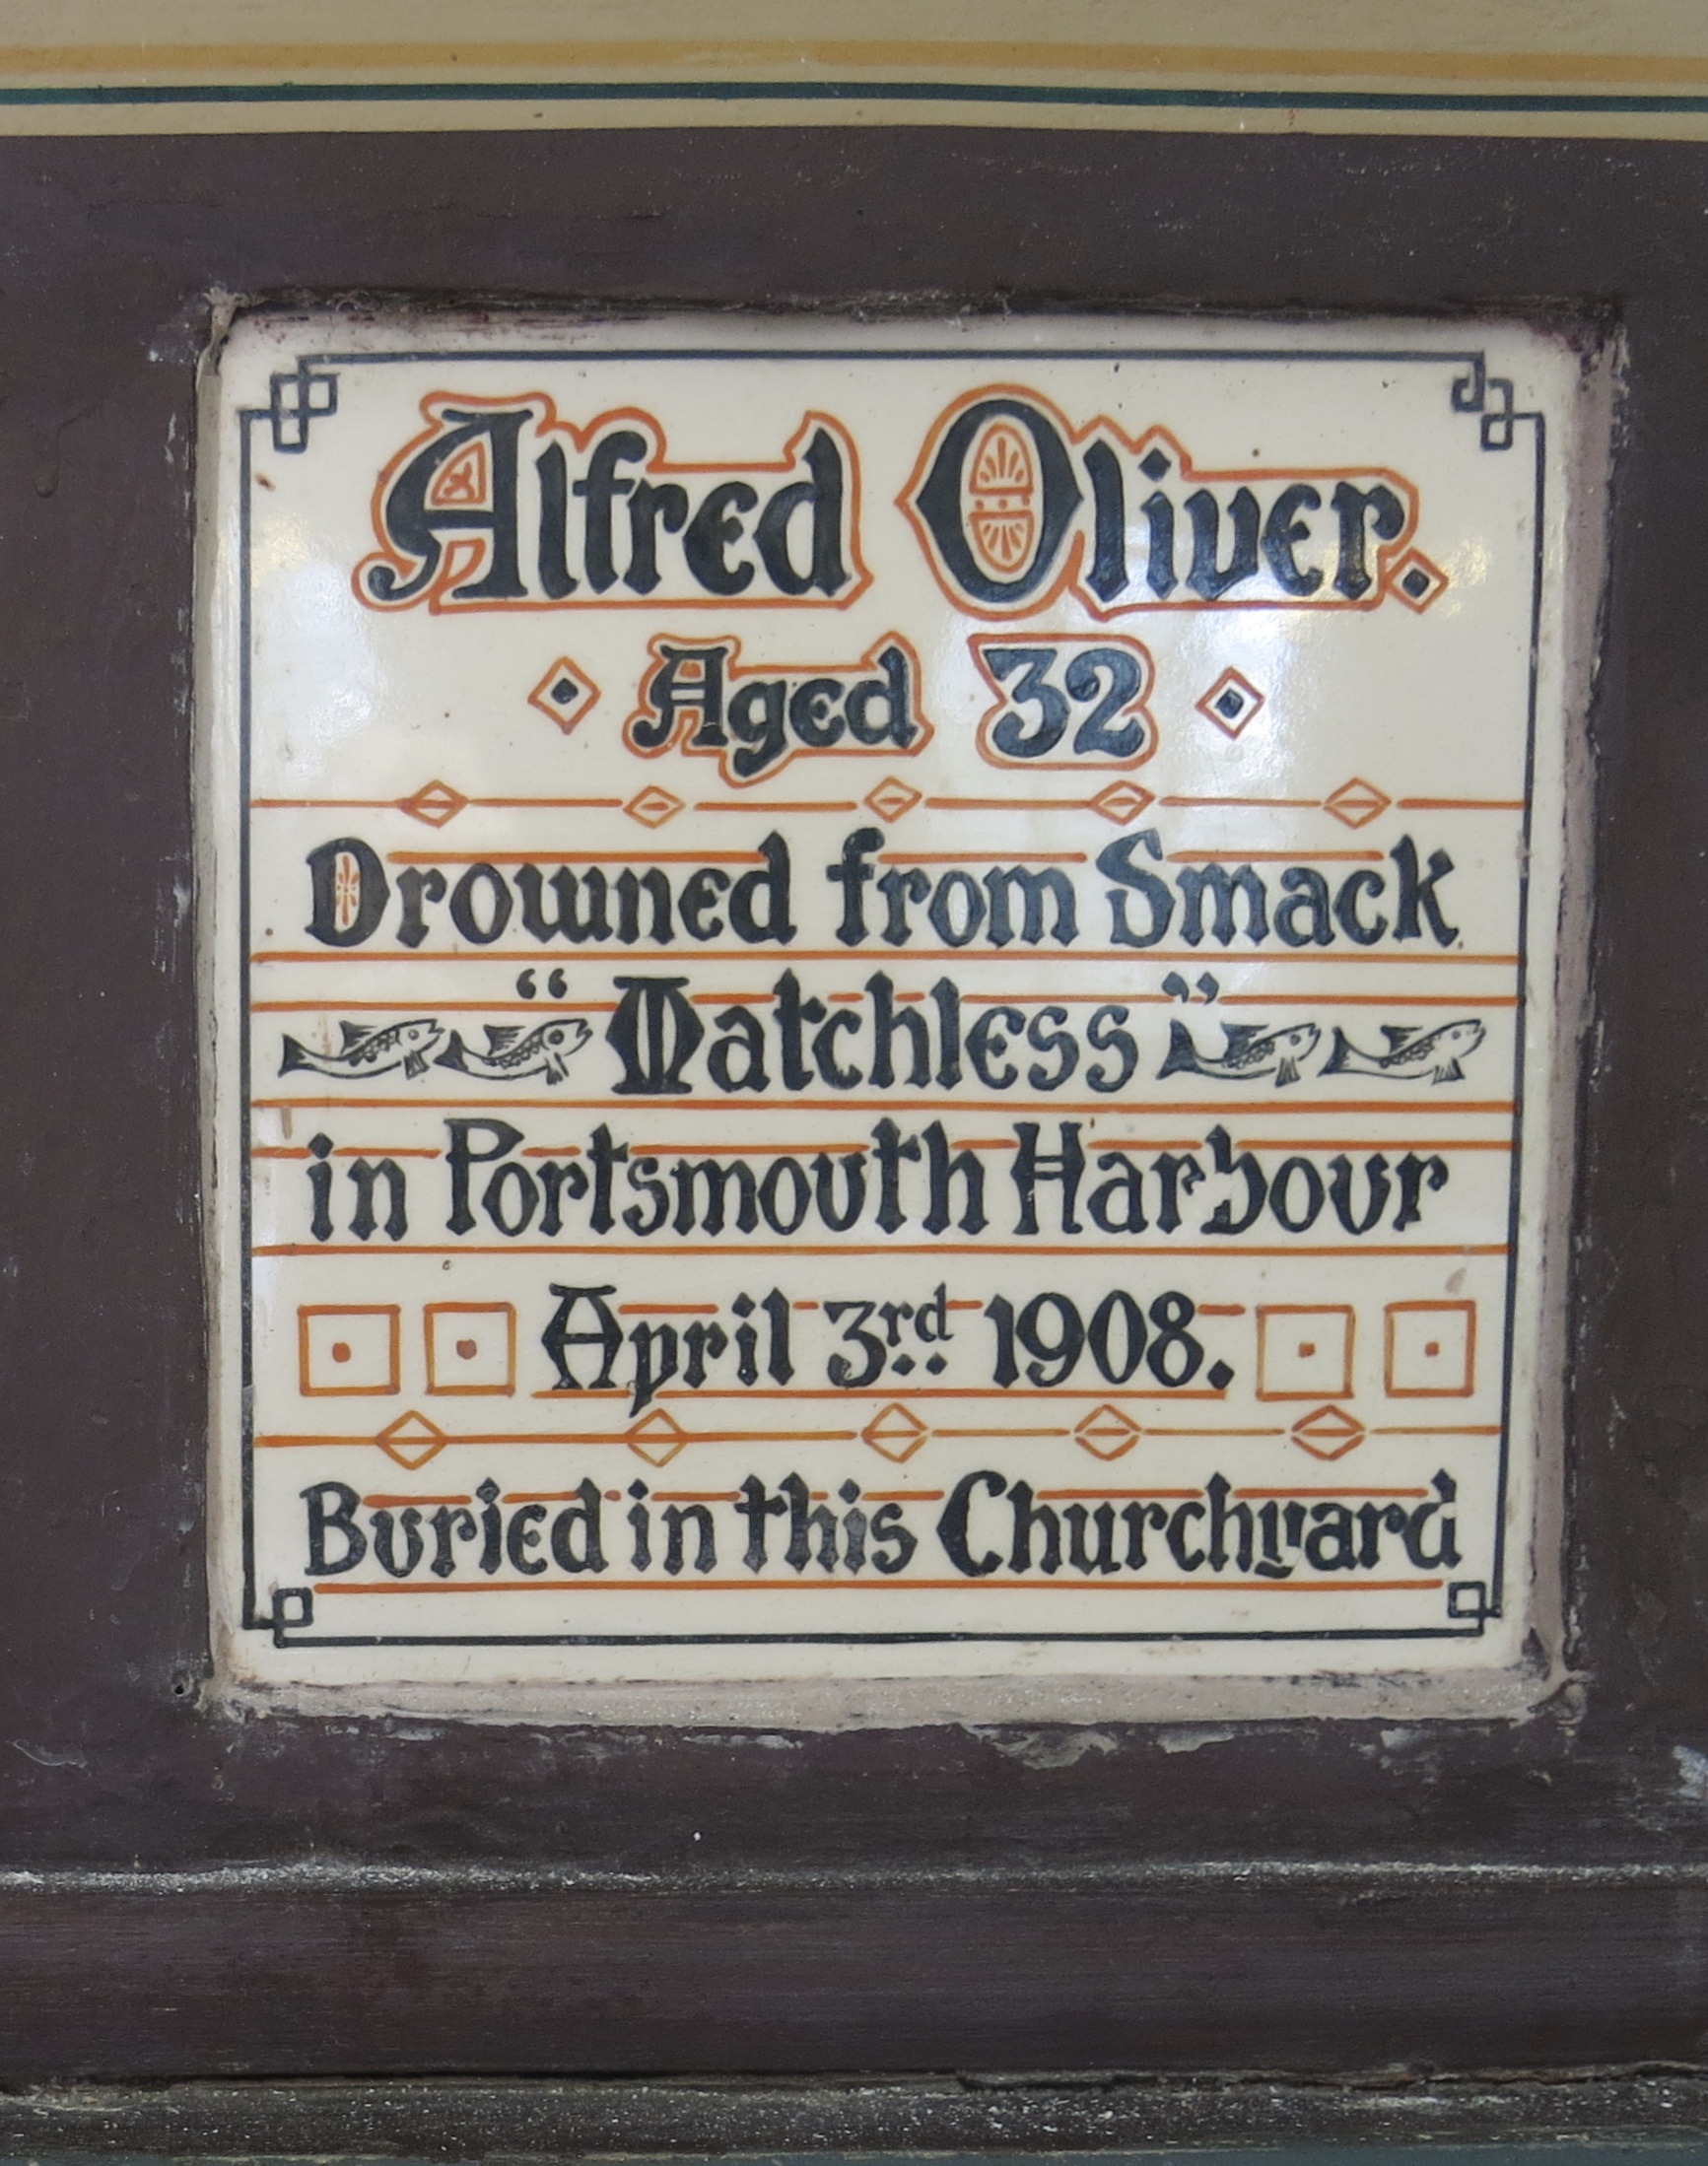 Alfred Oliver.
Aged 32
Drowned from Smack
“Matchless”
in Portsmouth Harbour
April 3rd 1908.
Buried in this Churchyard